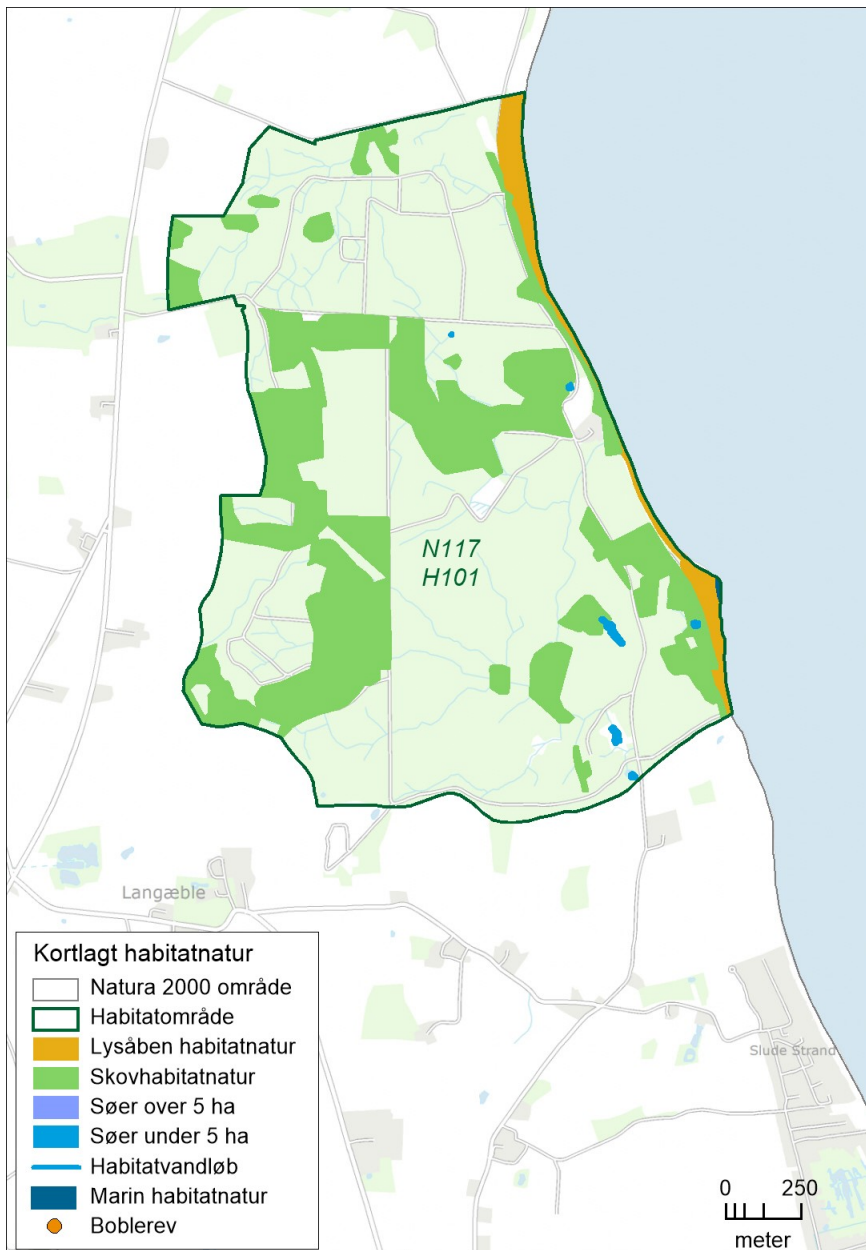 N117
H101
Langæble
Kortlagt habitatnatur
Natura 2000 område
Habitatområde
Lysåben habitatnatur
Skovhabitatnatur
Søer over 5 ha
Søer under 5 ha
Habitatvandløb
Marin habitatnatur
Boblerev
Slude Strand
0 250
meter